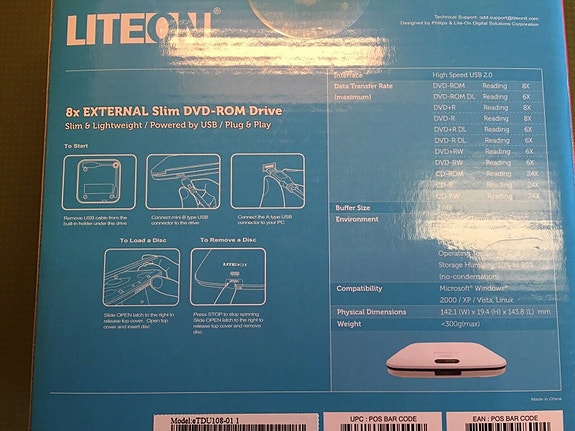 LITEON
Technical Support: odd.support@liteonit.com
Designed by Philips & Lite-On Digital Solutions Corporation
8x EXTERNAL Slim DVD-ROM Drive
Slim & Lightweight / Powered by USB / Plug & Play
To Start
Remove USB cable from the
built in holder under the drive
Connect mini-B type USB
connector to the drive
Connect the A type USB
connector to your PC
To Load a Disc
To Remove a Disc
LITEON
Slide OPEN latch to the right to
release top cover. Open top
cover and insert disc
Press STOP to stop spinning
Slide OPEN latch to the right to
release top cover and remove
disc
Interface High Speed USB 2.0
Data Transfer Rate DVD-ROM Reading 8X
(maximum) DVD-ROM DL Reading 6X
DVD+R Reading 8X
DVD-R Reading 8X
DVD+R DL Reading 6X
DVD-R DL Reading 6X
DVD+RW Reading 6X
DVD-RW Reading 6X
CD-ROM Reading 24X
CD-R Reading 24X
Reading 24X
Buffer Size
Environment
Operating
Storage
(no-condensation)
Compatibility Microsoft® Windows™
2000 / XP / Vista, Linux
Physical Dimensions 142.1 (W) x 19.4 (H) x 143.8 (L) mm
Weight <300g(max)
Made in China
Model:eTDU108-01 1
UPC : POS BAR CODE
EAN : POS BAR CODE